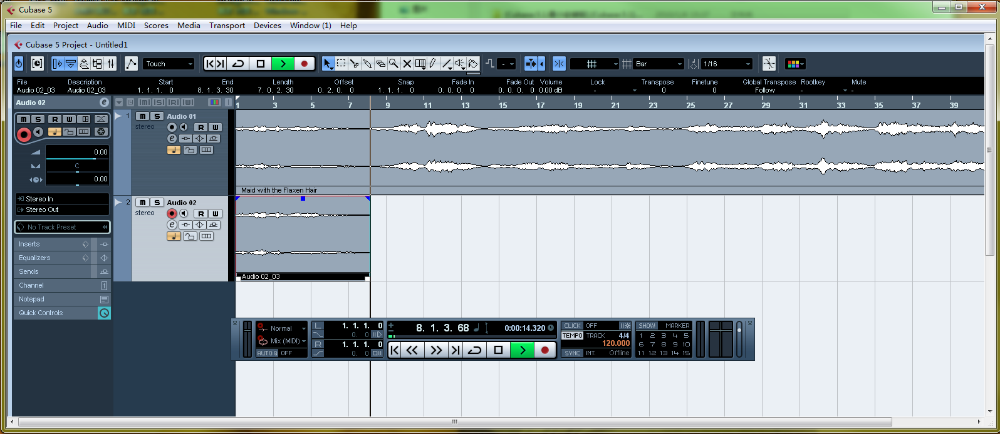 Cubase 5
File Edit Project Audio MIDI Scores Media Transport Devices Window (1) Help
Cubase 5 Project - Untitled1
Touch - Bar 1/16
File Description Start End Length Offset Snap Fade In Fade Out Volume Lock Transpose Finetune Global Transpose Rootkey Mute
Audio 02_03 Audio 02_03 1. 1. 1. 0 8. 1. 3. 30 7. 0. 2. 30 0. 2. 0. 0 1. 1. 1. 0 0. 0. 0. 0 0. 0. 0. 0 0.00 dB - 0 0 Follow - -
Audio 02 e
M S R W
1 3 5 7 9 11 13 15 17 19 21 23 25 27 29 31 33 35 37 39
M S R W
0.00
C
0.00
Stereo In
Stereo Out
No Track Preset
Inserts
Equalizers
Sends
Channel
Notepad
Quick Controls
1 M S Audio 01
stereo R W
e
Maid with the Flaxen Hair
2 M S Audio 02
stereo R W
e
Audio 02_03
Normal
Mix (MIDI)
AUTO Q OFF
L 1. 1. 1. 0
0. 0
R 1. 1. 1. 0
0. 0
8. 1. 3. 68 0:00:14.320
CLICK OFF
TEMPO TRACK 4/4
120.000
SYNC INT. Offline
SHOW MARKER
1 2 3 4 5
6 7 8 9 10
11 12 13 14 15